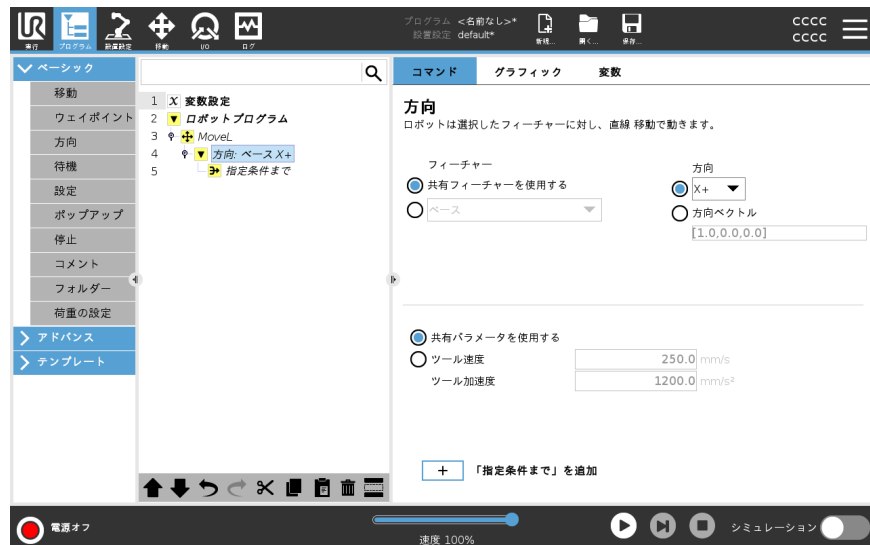 UR
実行
プログラム
設置設定
移動
I/O
ログ
プログラム <名前なし>*
設置設定 default*
新規...
開く...
保存...
cccc
cccc
ベーシック
移動
ウェイポイント
方向
待機
設定
ポップアップ
停止
コメント
フォルダー
荷重の設定
アドバンス
テンプレート
1 X 変数設定
2 ロボットプログラム
3 MoveL
4 方向: ベース X+
5 指定条件まで
コマンド グラフィック 変数
方向
ロボットは選択したフィーチャーに対し、直線 移動で動きます。
フィーチャー
共有フィーチャーを使用する
ベース
方向
X+
方向ベクトル
[1.0,0.0,0.0]
共有パラメータを使用する
ツール速度 250.0 mm/s
ツール加速度 1200.0 mm/s²
+ 「指定条件まで」を追加
電源オフ
速度 100%
シミュレーション